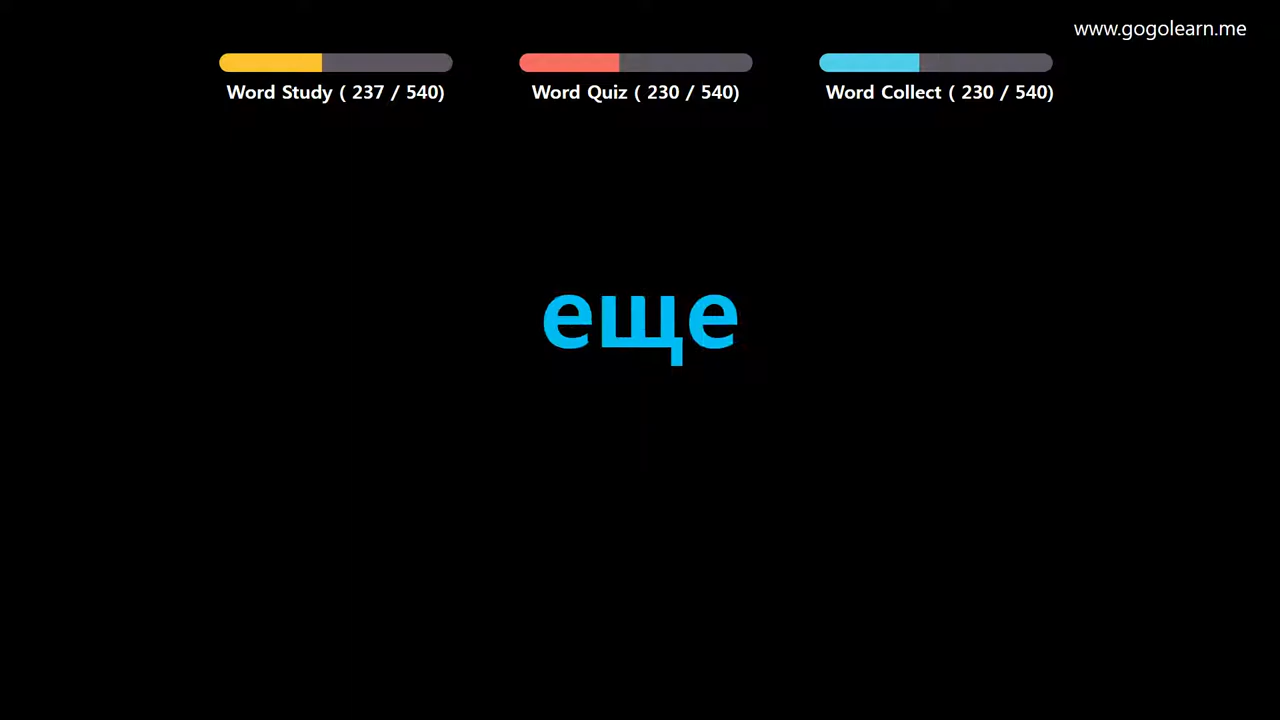 www.gogolearn.me
Word Study ( 237 / 540)
Word Quiz ( 230 / 540)
Word Collect ( 230 / 540)
еще